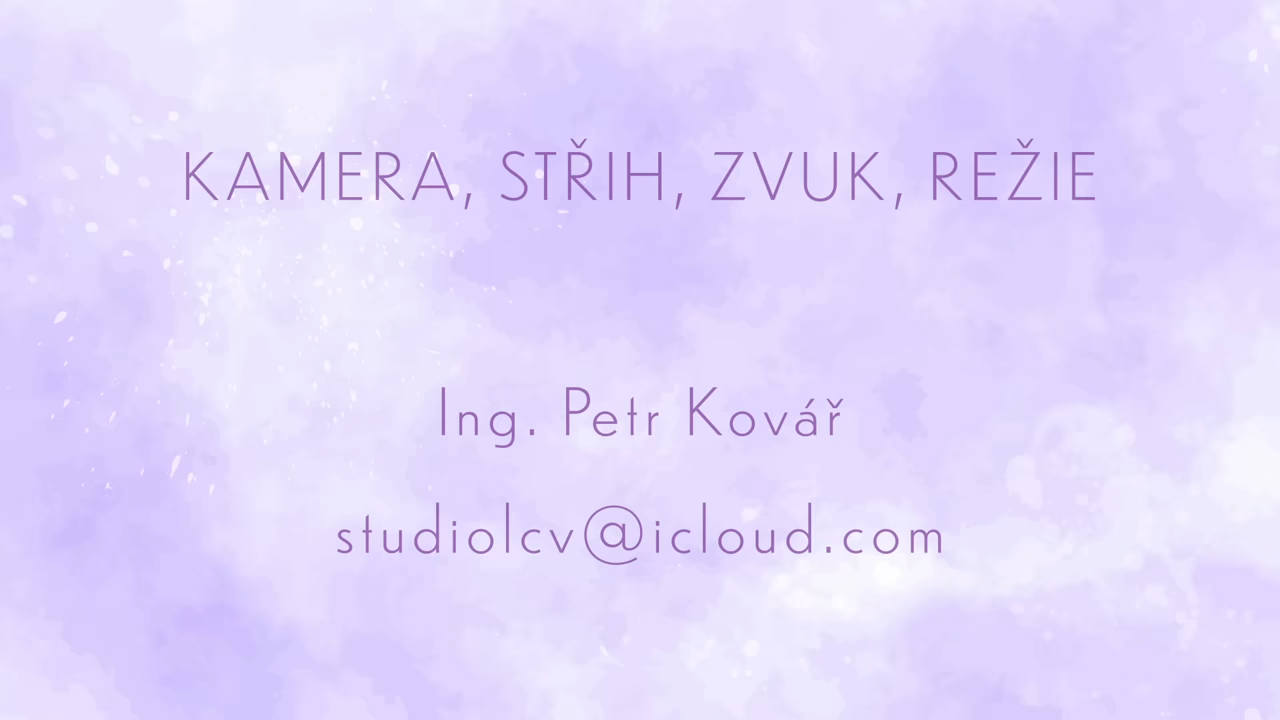 KAMERA, STŘIH, ZVUK, REŽIE
Ing. Petr Kovář
studiolcv@icloud.com